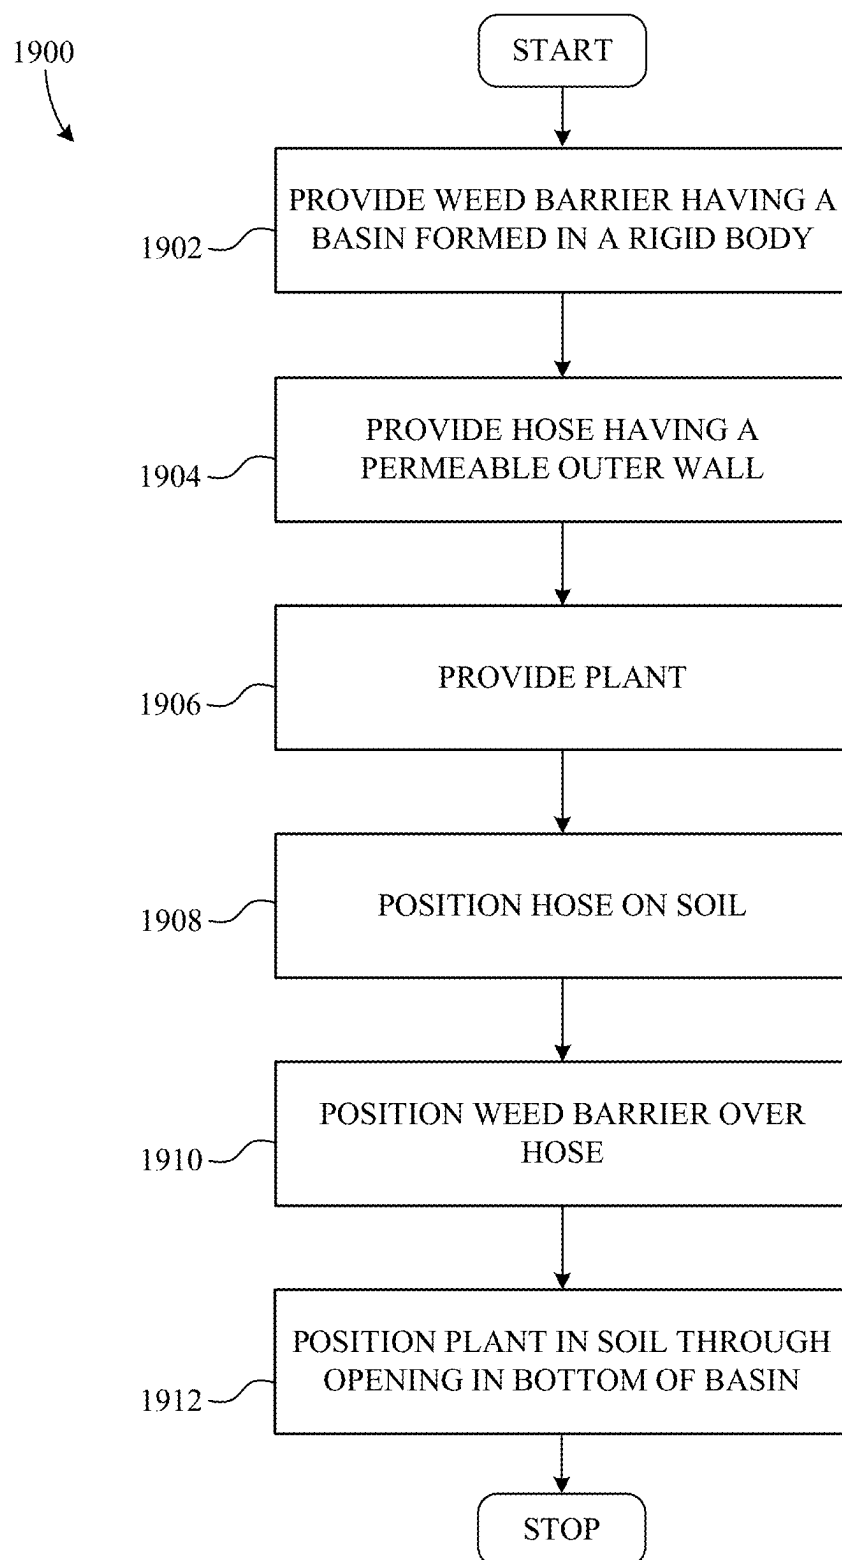 1900
START
PROVIDE WEED BARRIER HAVING A
BASIN FORMED IN A RIGID BODY
1902
PROVIDE HOSE HAVING A
PERMEABLE OUTER WALL
1904
PROVIDE PLANT
1906
POSITION HOSE ON SOIL
1908
POSITION WEED BARRIER OVER
HOSE
1910
POSITION PLANT IN SOIL THROUGH
OPENING IN BOTTOM OF BASIN
1912
STOP